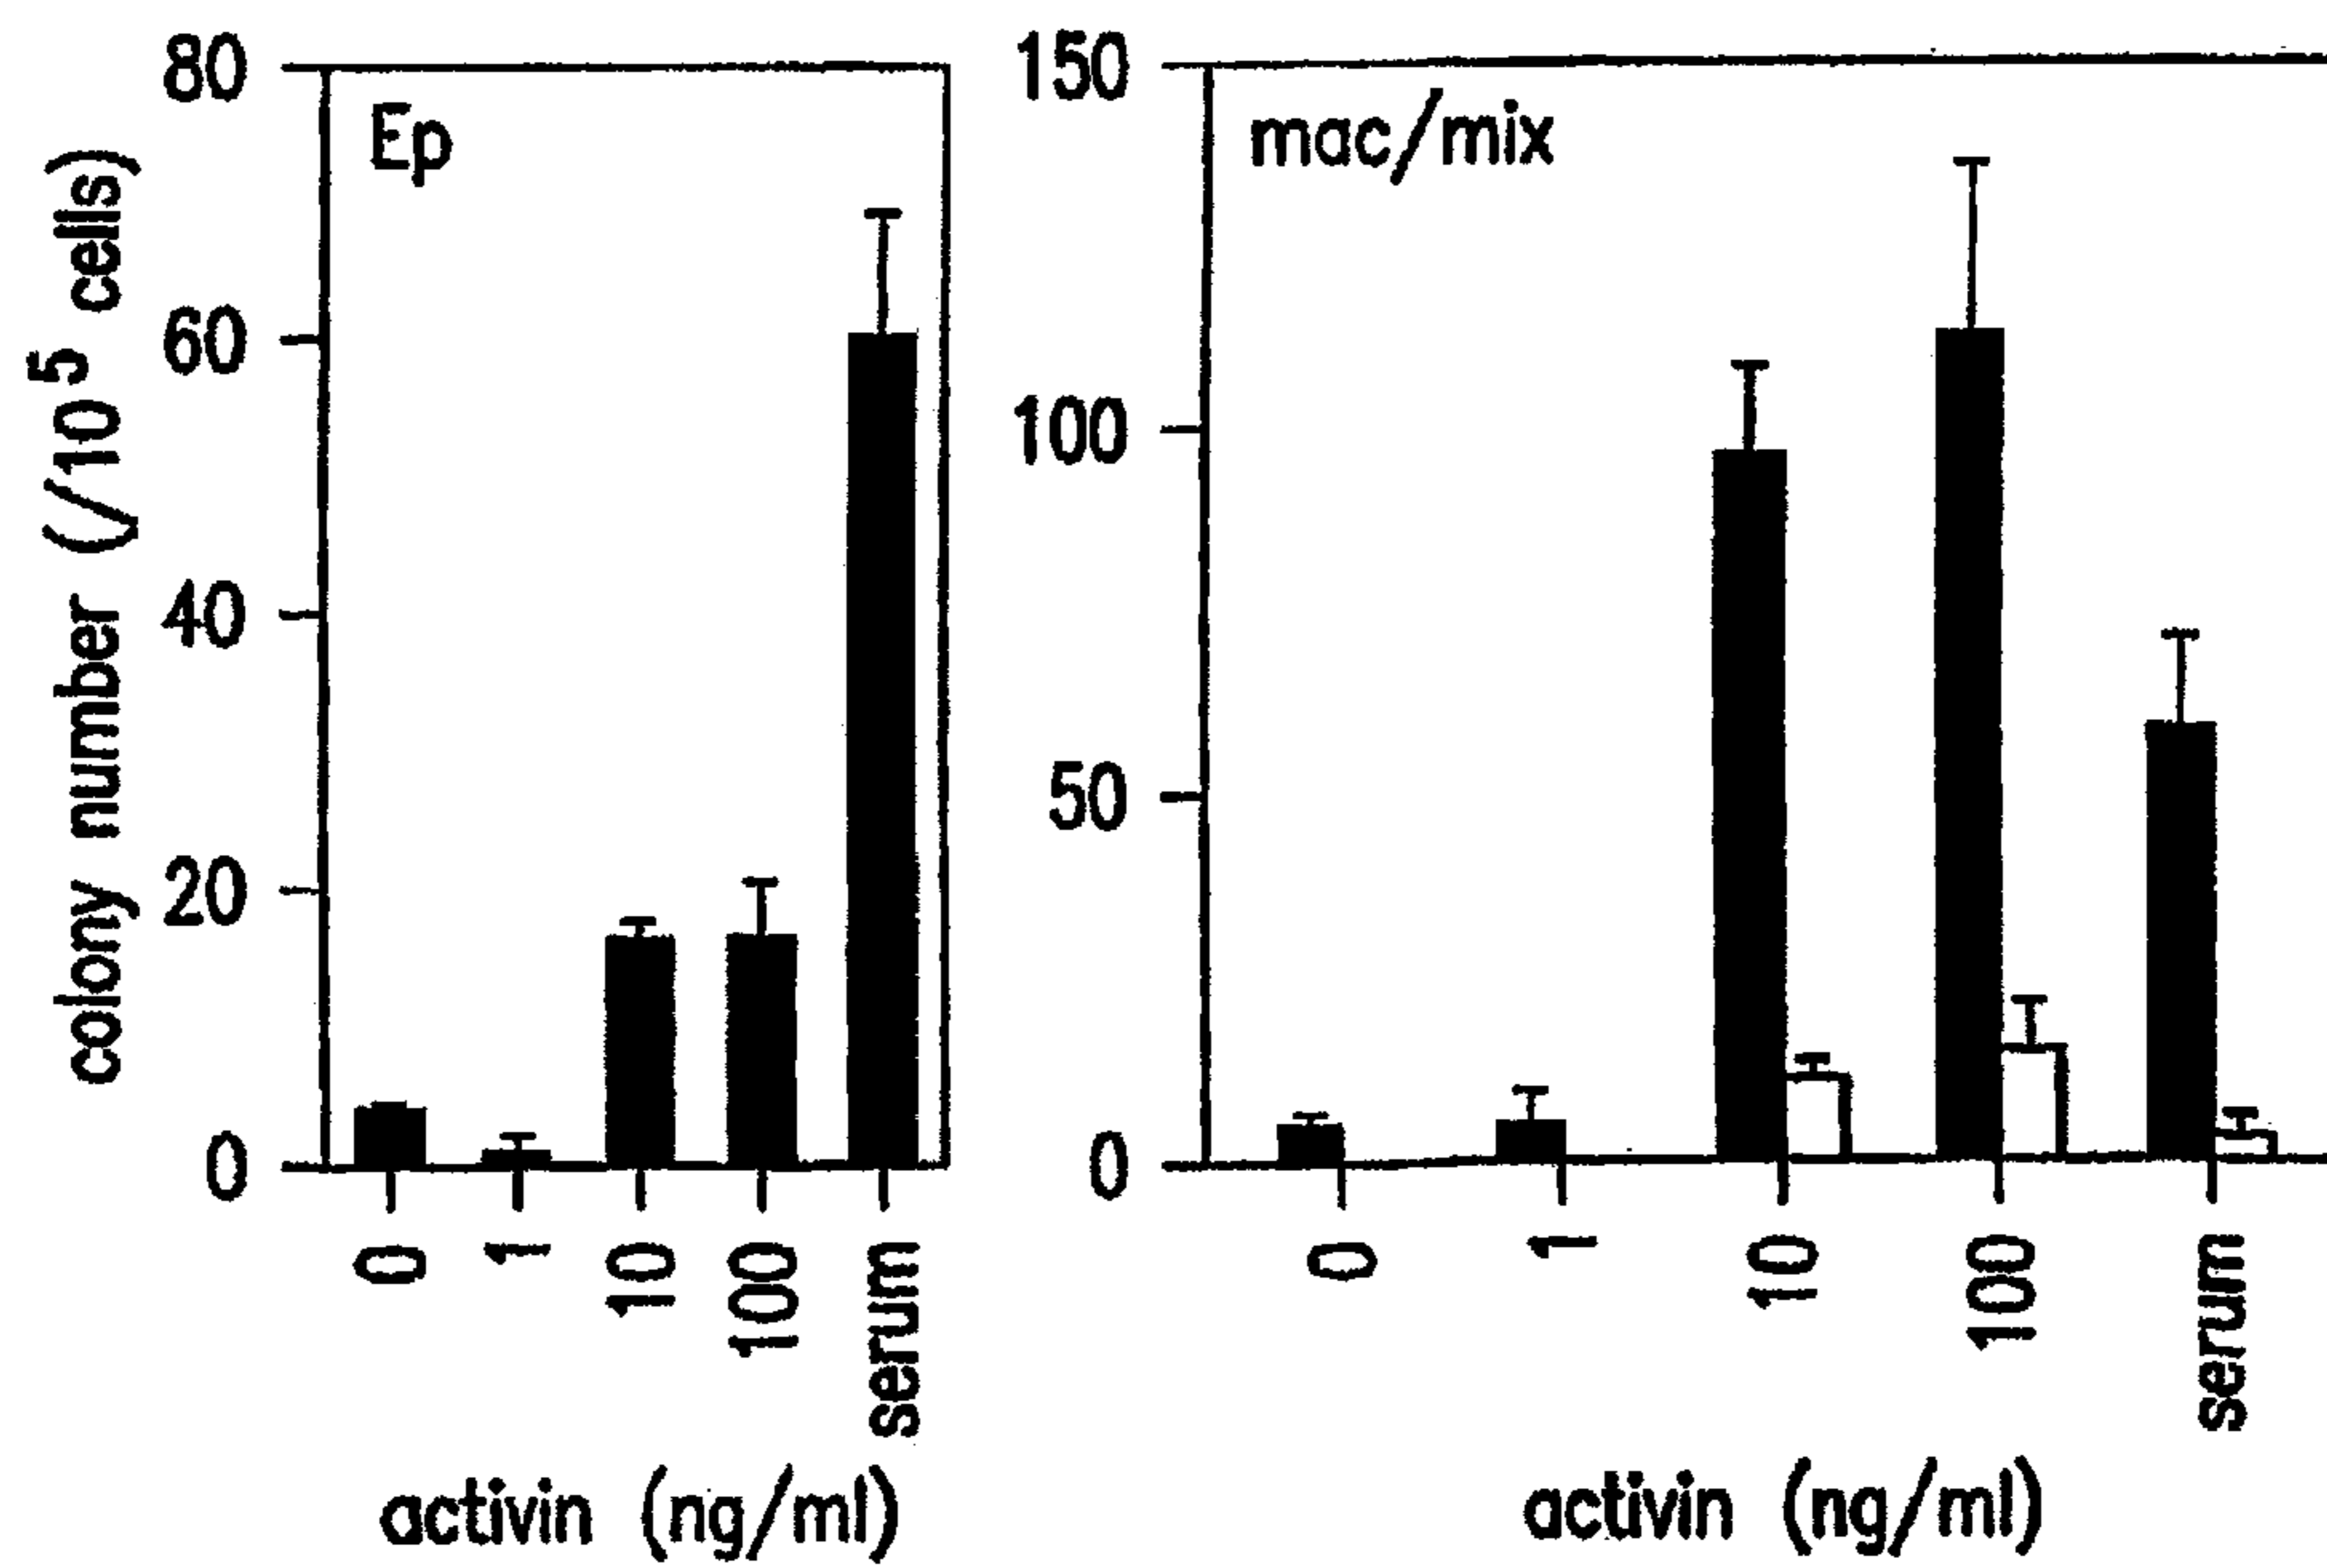 colony number (/10⁵ cells)
80
60
40
20
0
Ep
0
1
10
100
serum
activin (ng/ml)
150
100
50
0
mac/mix
0
1
10
100
serum
activin (ng/ml)